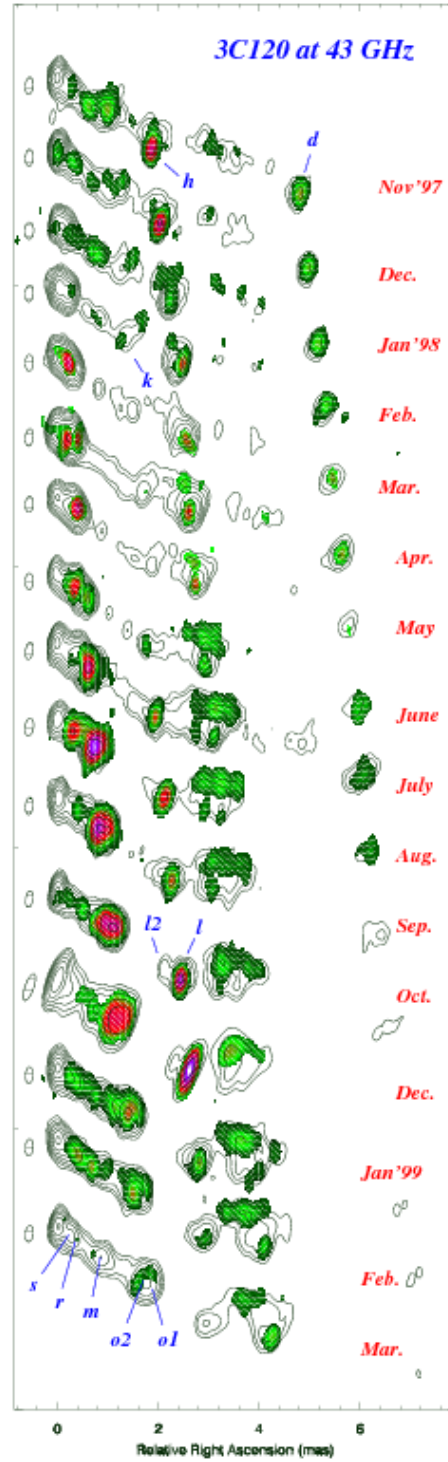 3C120 at 43 GHz
d
h
Nov'97
Dec.
Jan'98
k
Feb.
Mar.
Apr.
May
June
July
Aug.
Sep.
l2 l
Oct.
Dec.
Jan'99
Feb.
s r m o2 o1
Mar.
0 2 4 6
Relative Right Ascension (mas)